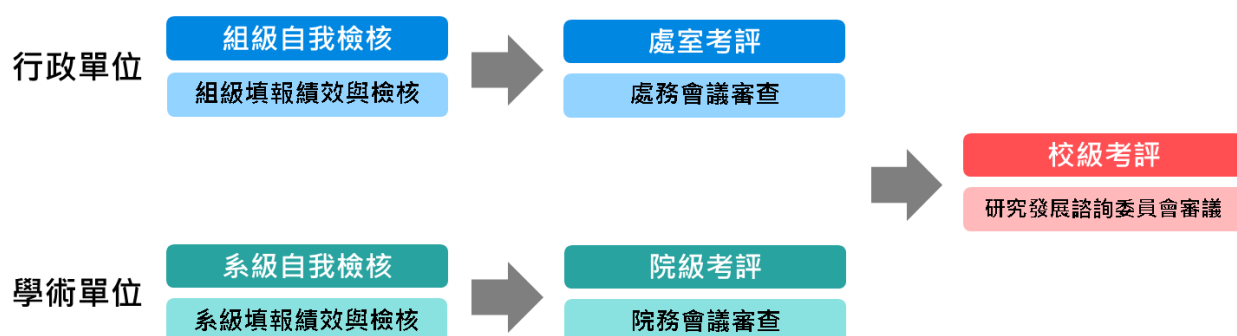 行政單位
組級自我檢核
組級填報績效與檢核
處室考評
處務會議審查
校級考評
研究發展諮詢委員會審議
學術單位
系級自我檢核
系級填報績效與檢核
院級考評
院務會議審查